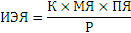 ИЭЯ = К × МЯ × ПЯ
Р